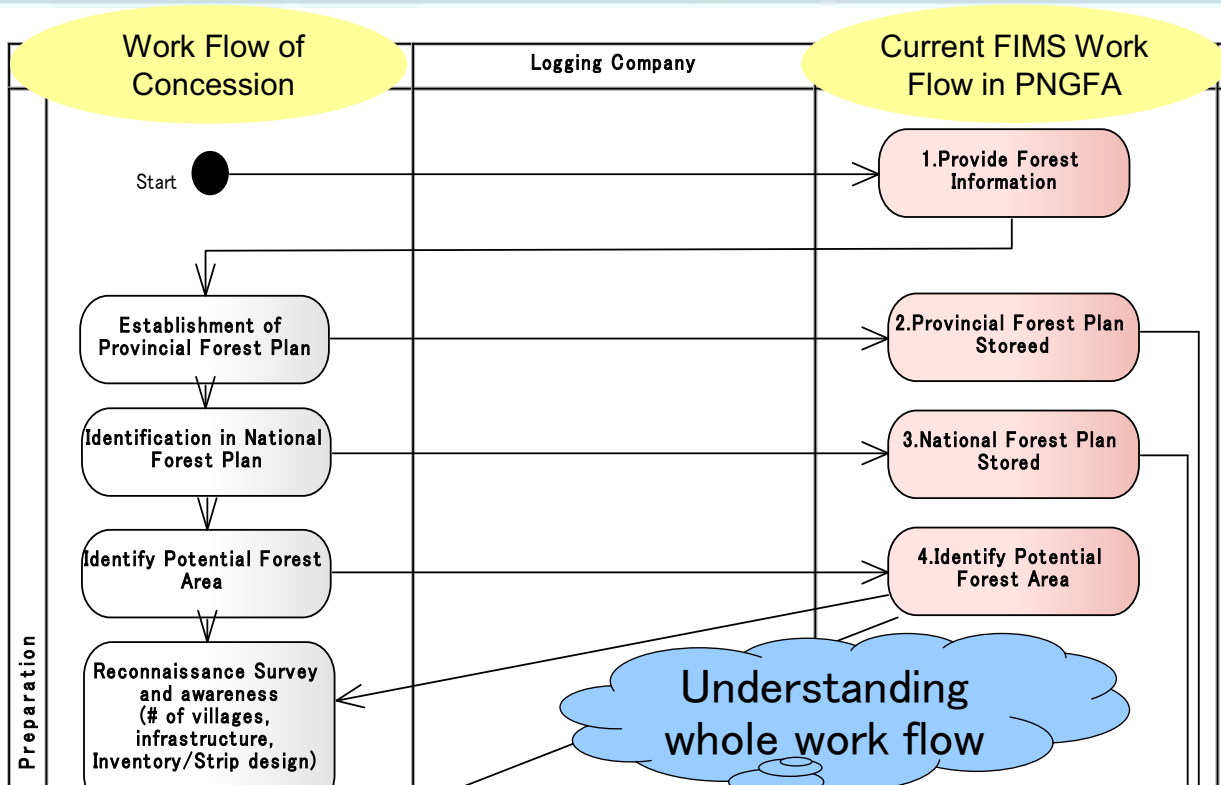 Work Flow of
Concession
Logging Company
Current FIMS Work
Flow in PNGFA
Start
1.Provide Forest
Information
Establishment of
Provincial Forest Plan
2.Provincial Forest Plan
Storeed
Identification in National
Forest Plan
3.National Forest Plan
Stored
Identify Potential Forest
Area
4.Identify Potential
Forest Area
Preparation
Reconnaissance Survey
and awareness
(# of villages,
infrastructure,
Inventory/Strip design)
Understanding
whole work flow